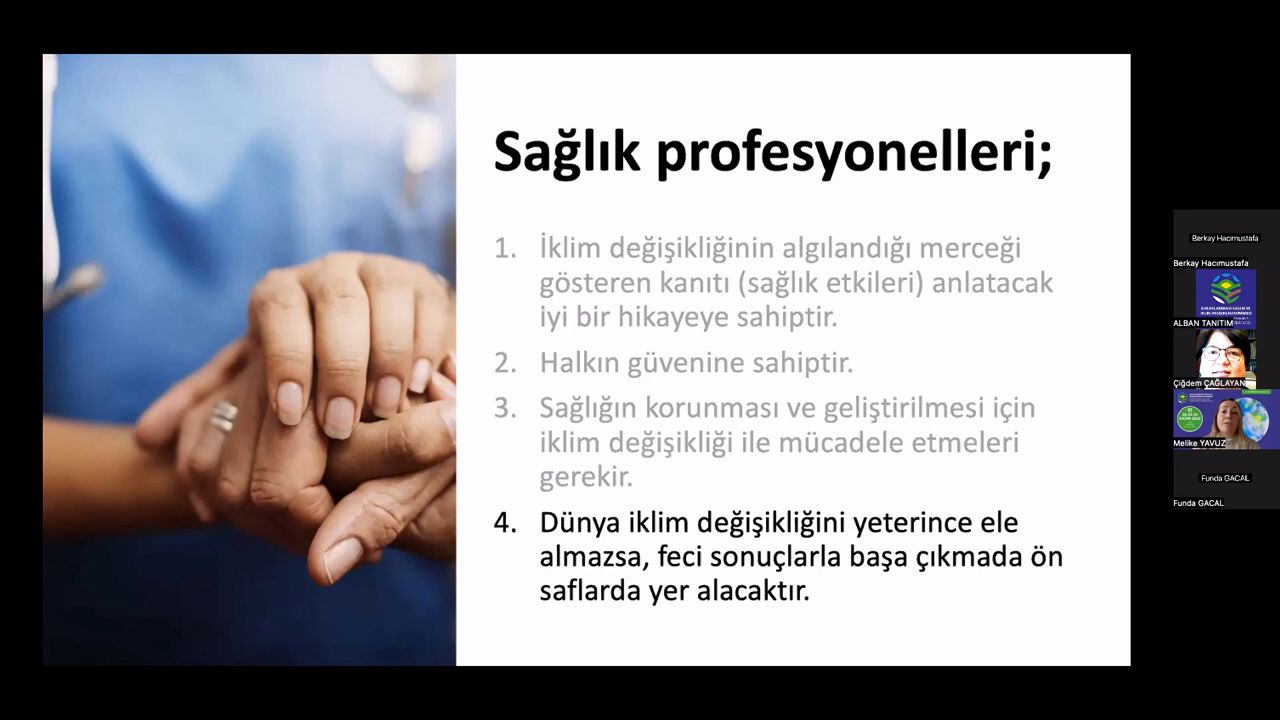 Sağlık profesyonelleri;
1. İklim değişikliğinin algılandığı merceği
gösteren kanıtı (sağlık etkileri) anlatacak
iyi bir hikayeye sahiptir.
2. Halkın güvenine sahiptir.
3. Sağlığın korunması ve geliştirilmesi için
iklim değişikliği ile mücadele etmeleri
gerekir.
4. Dünya iklim değişikliğini yeterince ele
almazsa, feci sonuçlarla başa çıkmada ön
saflarda yer alacaktır.
Berkay Hacımustafa
Berkay Hacımustafa
ALBAN TANITIM
Çiğdem ÇAĞLAYAN
Melike YAVUZ
Funda GACAL
Funda GACAL